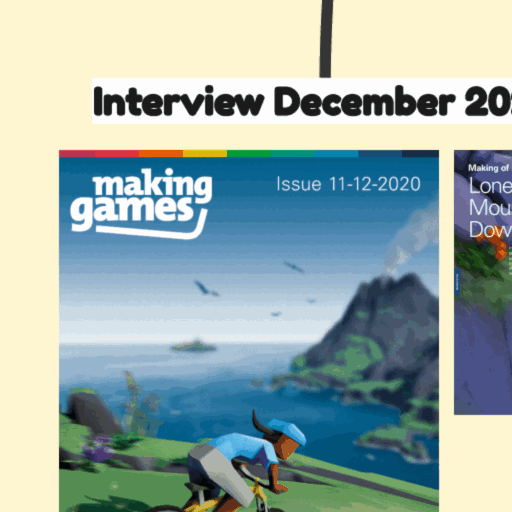 Interview December 20
making
games
Issue 11-12-2020
Making of
Lone
Mou
Dow